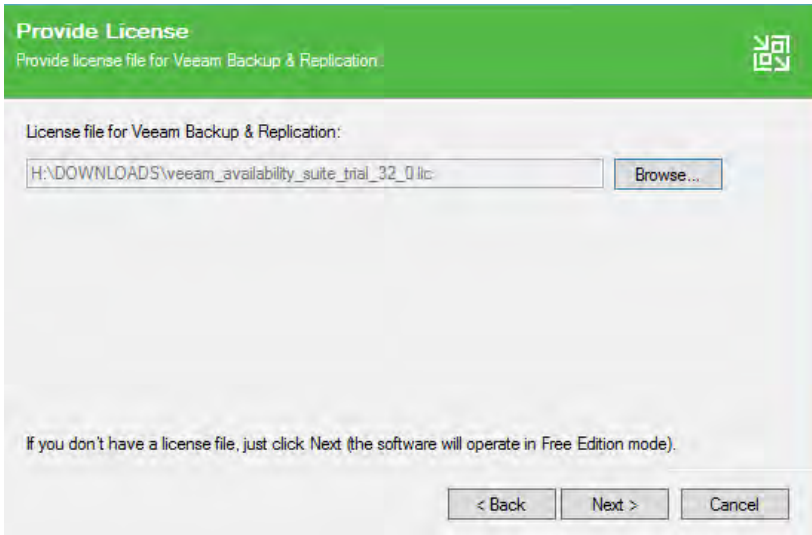 Provide License
Provide license file for Veeam Backup & Replication.
License file for Veeam Backup & Replication:
H:\DOWNLOADS\veeam_availability_suite_trial_32_0.lic
Browse...
If you don't have a license file, just click Next (the software will operate in Free Edition mode).
< Back
Next >
Cancel